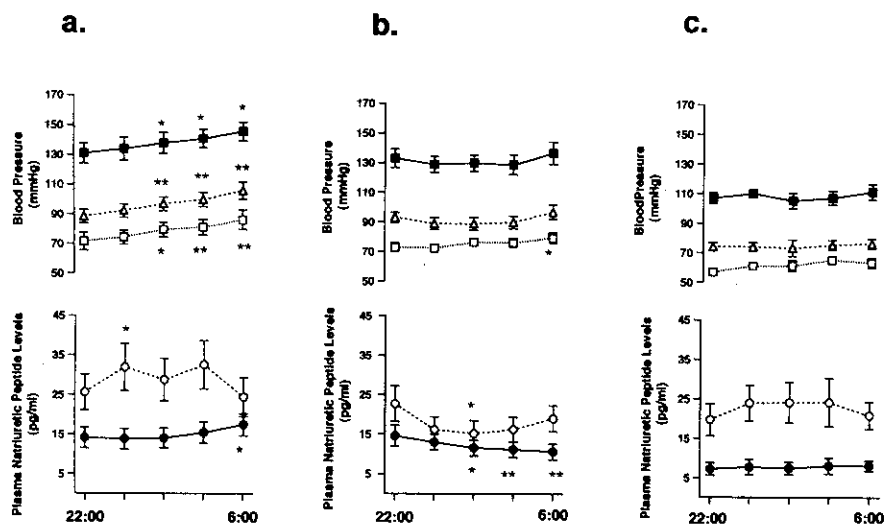 a.
b.
c.
Blood Pressure
(mmHg)
170
150
130
110
90
70
50
* * *
** ** **
* ** **
Blood Pressure
(mmHg)
170
150
130
110
90
70
50
*
BloodPressure
(mmHg)
170
150
130
110
90
70
50
Plasma Natriuretic Peptide Levels
(pg/ml)
45
35
25
15
5
*
*
22:00 6:00
Plasma Natriuretic Peptide Levels
(pg/ml)
45
35
25
15
5
*
* ** **
22:00 6:00
Plasma Natriuretic Peptide Levels
(pg/ml)
45
35
25
15
5
22:00 6:00